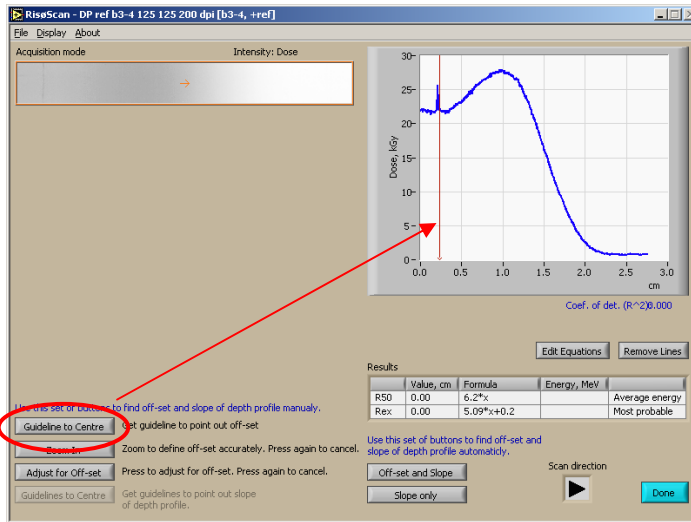 RisøScan - DP ref b3-4 125 125 200 dpi [b3-4, +ref]
File Display About
Acquisition mode Intensity: Dose
Dose, kGy
30-
25-
20-
15-
10-
5-
0-
0.0 0.5 1.0 1.5 2.0 2.5 3.0
cm
Coef. of det. (R^2) 0.000
Edit Equations Remove Lines
Results
Value, cm Formula Energy, MeV
R50 0.00 6.2*x Average energy
Rex 0.00 5.09*x+0.2 Most probable
Use this set of buttons to find off-set and slope of depth profile manualy.
Guideline to Centre Get guideline to point out off-set
Zoom In Zoom to define off-set accurately. Press again to cancel.
Adjust for Off-set Press to adjust for off-set. Press again to cancel.
Guidelines to Centre Get guidelines to point out slope
of depth profile.
Use this set of buttons to find off-set and
slope of depth profile automaticly.
Off-set and Slope Scan direction
Slope only Done